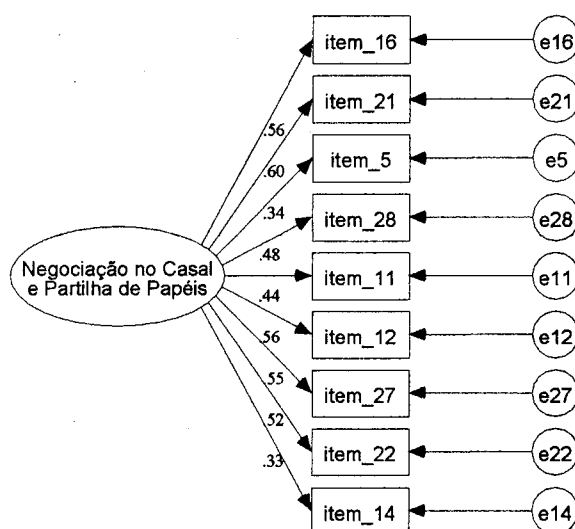 item_16
e16
item_21
e21
.56
item_5
e5
.60
.34
item_28
e28
.48
Negociação no Casal
e Partilha de Papéis
item_11
e11
.44
item_12
e12
.56
item_27
e27
.55
.52
item_22
e22
.33
item_14
e14